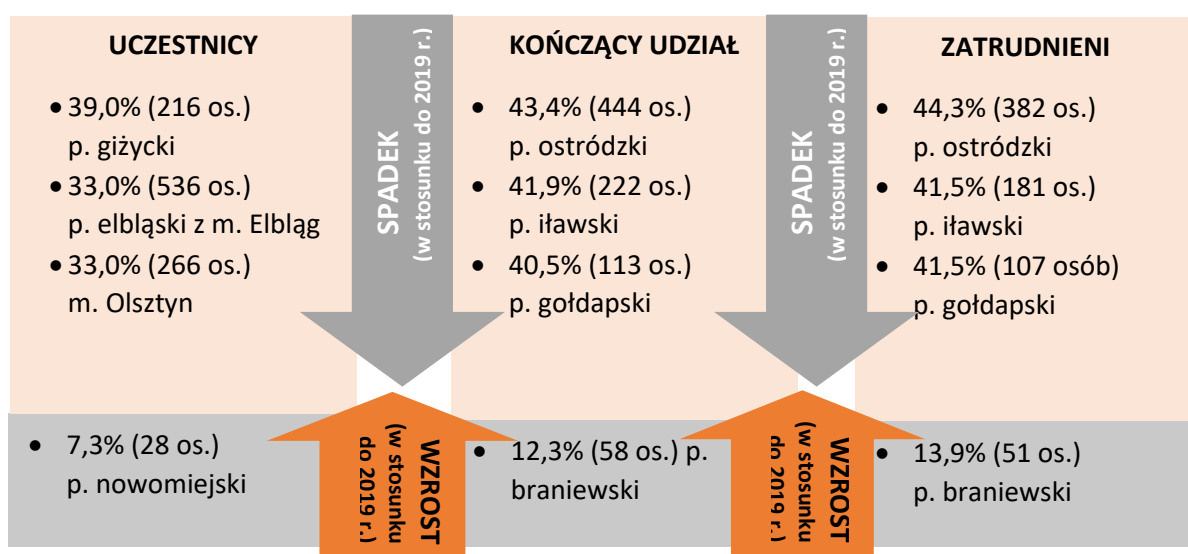 UCZESTNICY
• 39,0% (216 os.)
p. giżycki
• 33,0% (536 os.)
p. elbląski z m. Elbląg
• 33,0% (266 os.)
m. Olsztyn
SPADEK
(w stosunku do 2019 r.)
KOŃCZĄCY UDZIAŁ
• 43,4% (444 os.)
p. ostródzki
• 41,9% (222 os.)
p. iławski
• 40,5% (113 os.)
p. gołdapski
SPADEK
(w stosunku do 2019 r.)
ZATRUDNIENI
• 44,3% (382 os.)
p. ostródzki
• 41,5% (181 os.)
p. iławski
• 41,5% (107 osób)
p. gołdapski
• 7,3% (28 os.)
p. nowomiejski
WZROST
(w stosunku
do 2019 r.)
• 12,3% (58 os.) p.
braniewski
WZROST
(w stosunku
do 2019 r.)
• 13,9% (51 os.)
p. braniewski